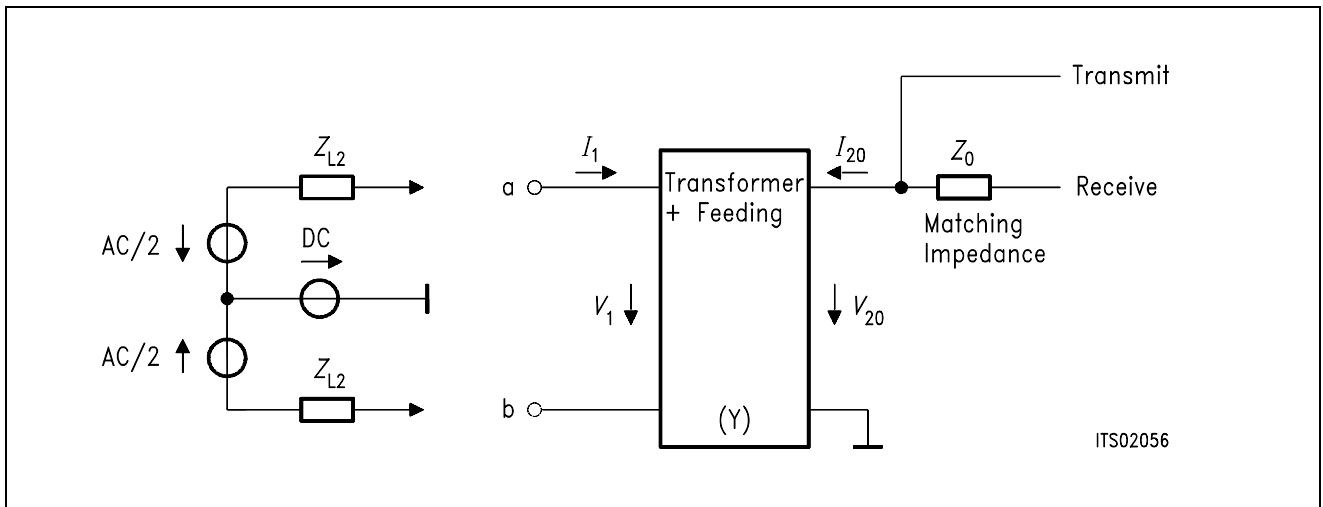 Transmit
Z_L2
I_1
I_20
Z_0
a
Transformer
+ Feeding
Receive
Matching
Impedance
AC/2
DC
V_1
V_20
AC/2
Z_L2
b
(Y)
ITS02056